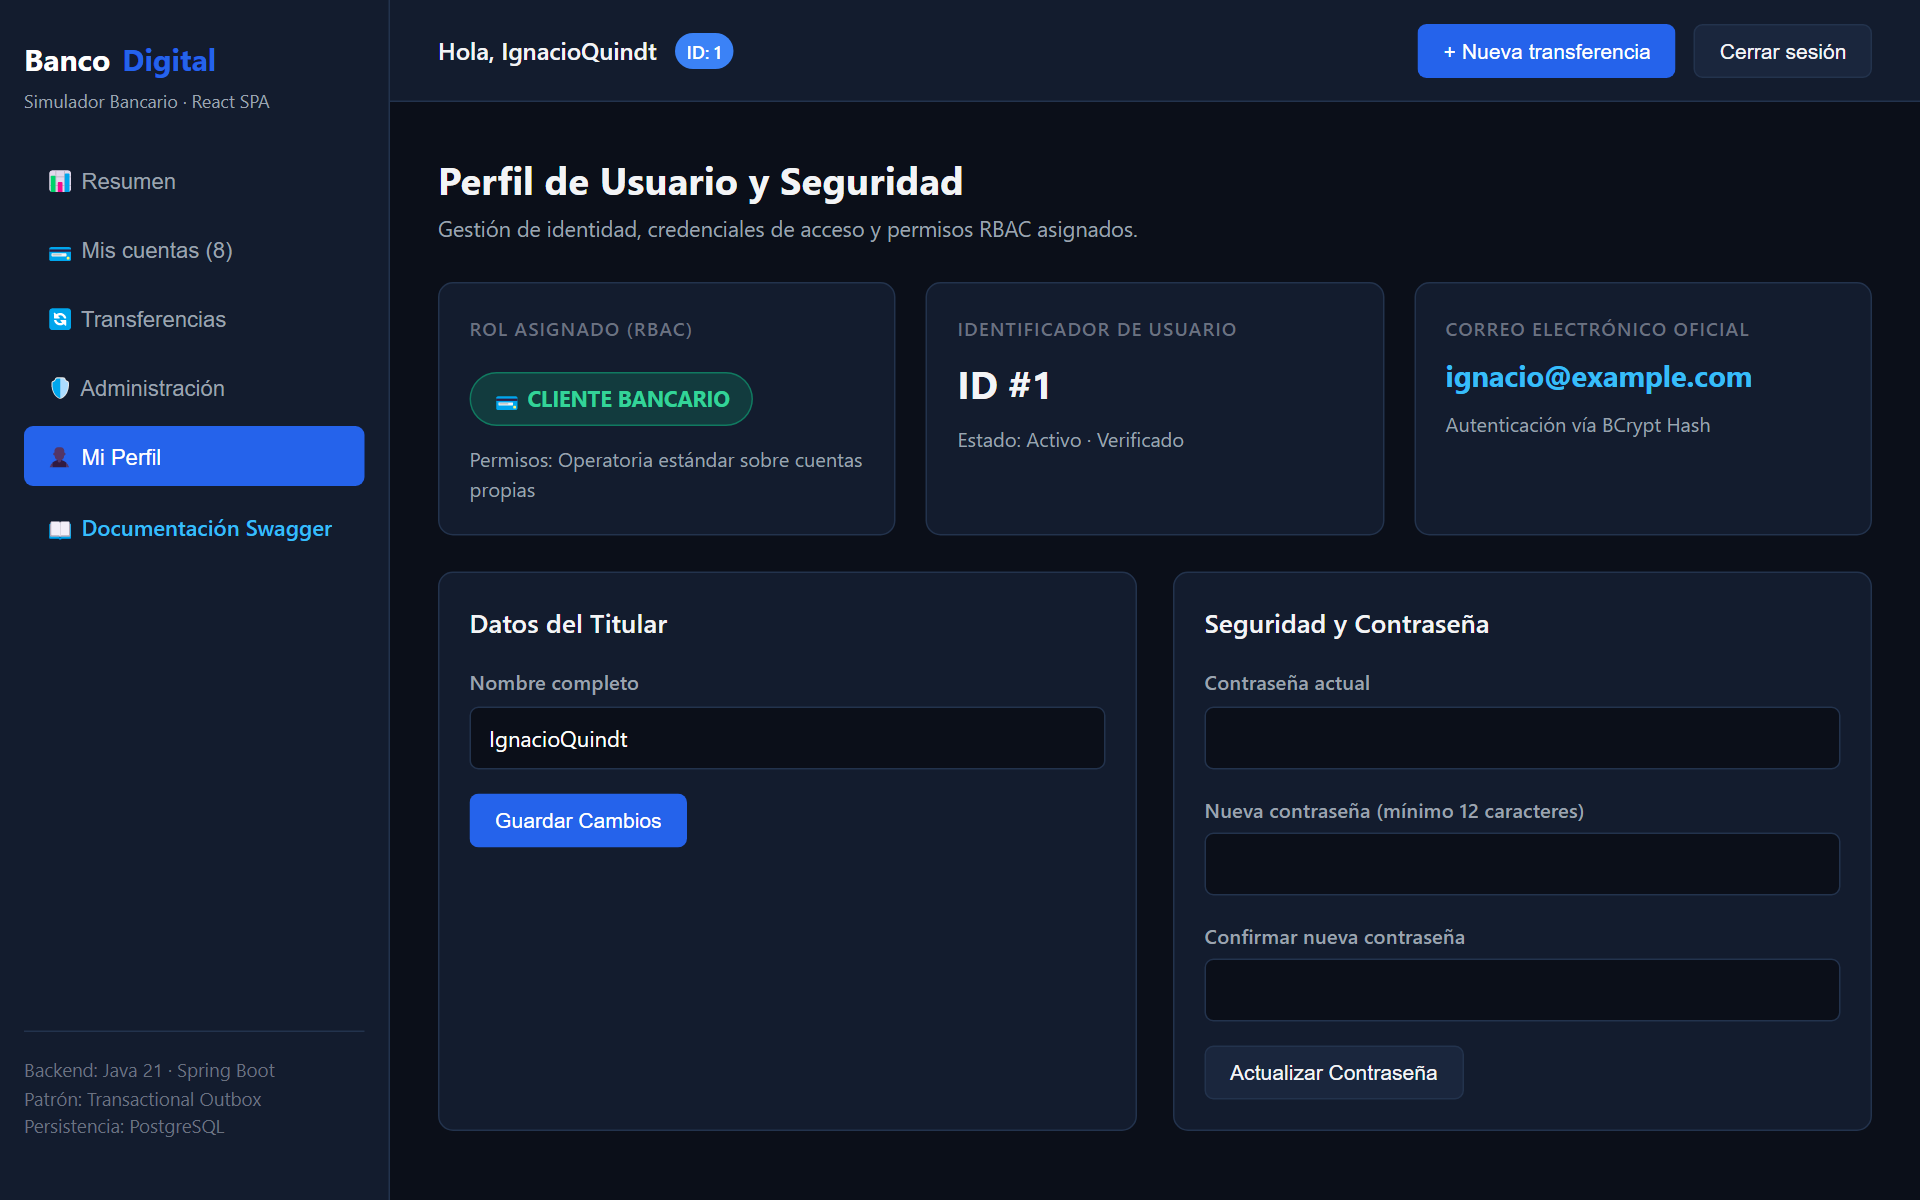 Banco Digital
Simulador Bancario · React SPA
Resumen
Mis cuentas (8)
Transferencias
Administración
Mi Perfil
Documentación Swagger
Backend: Java 21 · Spring Boot
Patrón: Transactional Outbox
Persistencia: PostgreSQL
Hola, IgnacioQuindt
ID: 1
+ Nueva transferencia
Cerrar sesión
Perfil de Usuario y Seguridad
Gestión de identidad, credenciales de acceso y permisos RBAC asignados.
ROL ASIGNADO (RBAC)
CLIENTE BANCARIO
Permisos: Operatoria estándar sobre cuentas
propias
IDENTIFICADOR DE USUARIO
ID #1
Estado: Activo · Verificado
CORREO ELECTRÓNICO OFICIAL
ignacio@example.com
Autenticación vía BCrypt Hash
Datos del Titular
Nombre completo
IgnacioQuindt
Guardar Cambios
Seguridad y Contraseña
Contraseña actual
Nueva contraseña (mínimo 12 caracteres)
Confirmar nueva contraseña
Actualizar Contraseña